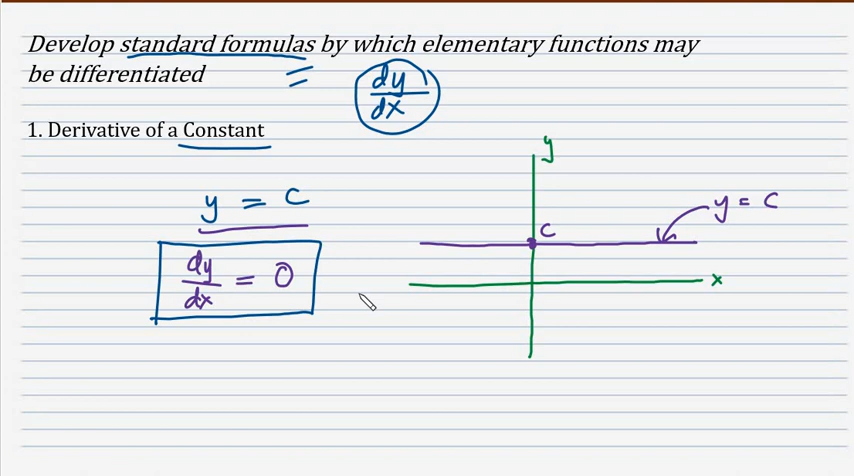 Develop standard formulas by which elementary functions may
be differentiated
dy/dx
1. Derivative of a Constant
y = c
dy/dx = 0
y
c
y = c
x